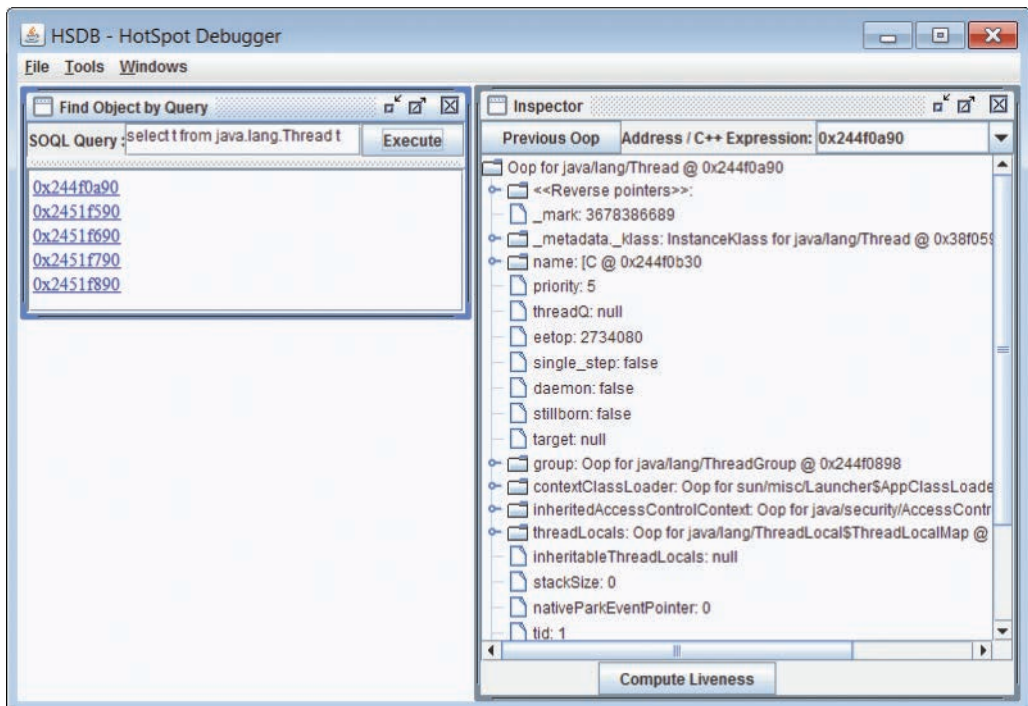 HSDB - HotSpot Debugger
File Tools Windows
Find Object by Query
SOQL Query : select t from java.lang.Thread t Execute
0x244f0a90
0x2451f590
0x2451f690
0x2451f790
0x2451f890
Inspector
Previous Oop Address / C++ Expression: 0x244f0a90
Oop for java/lang/Thread @ 0x244f0a90
<<Reverse pointers>>:
_mark: 3678386689
_metadata._klass: InstanceKlass for java/lang/Thread @ 0x38f059
name: [C @ 0x244f0b30
priority: 5
threadQ: null
eetop: 2734080
single_step: false
daemon: false
stillborn: false
target: null
group: Oop for java/lang/ThreadGroup @ 0x244f0898
contextClassLoader: Oop for sun/misc/Launcher$AppClassLoade
inheritedAccessControlContext: Oop for java/security/AccessContr
threadLocals: Oop for java/lang/ThreadLocal$ThreadLocalMap @
inheritableThreadLocals: null
stackSize: 0
nativeParkEventPointer: 0
tid: 1
Compute Liveness